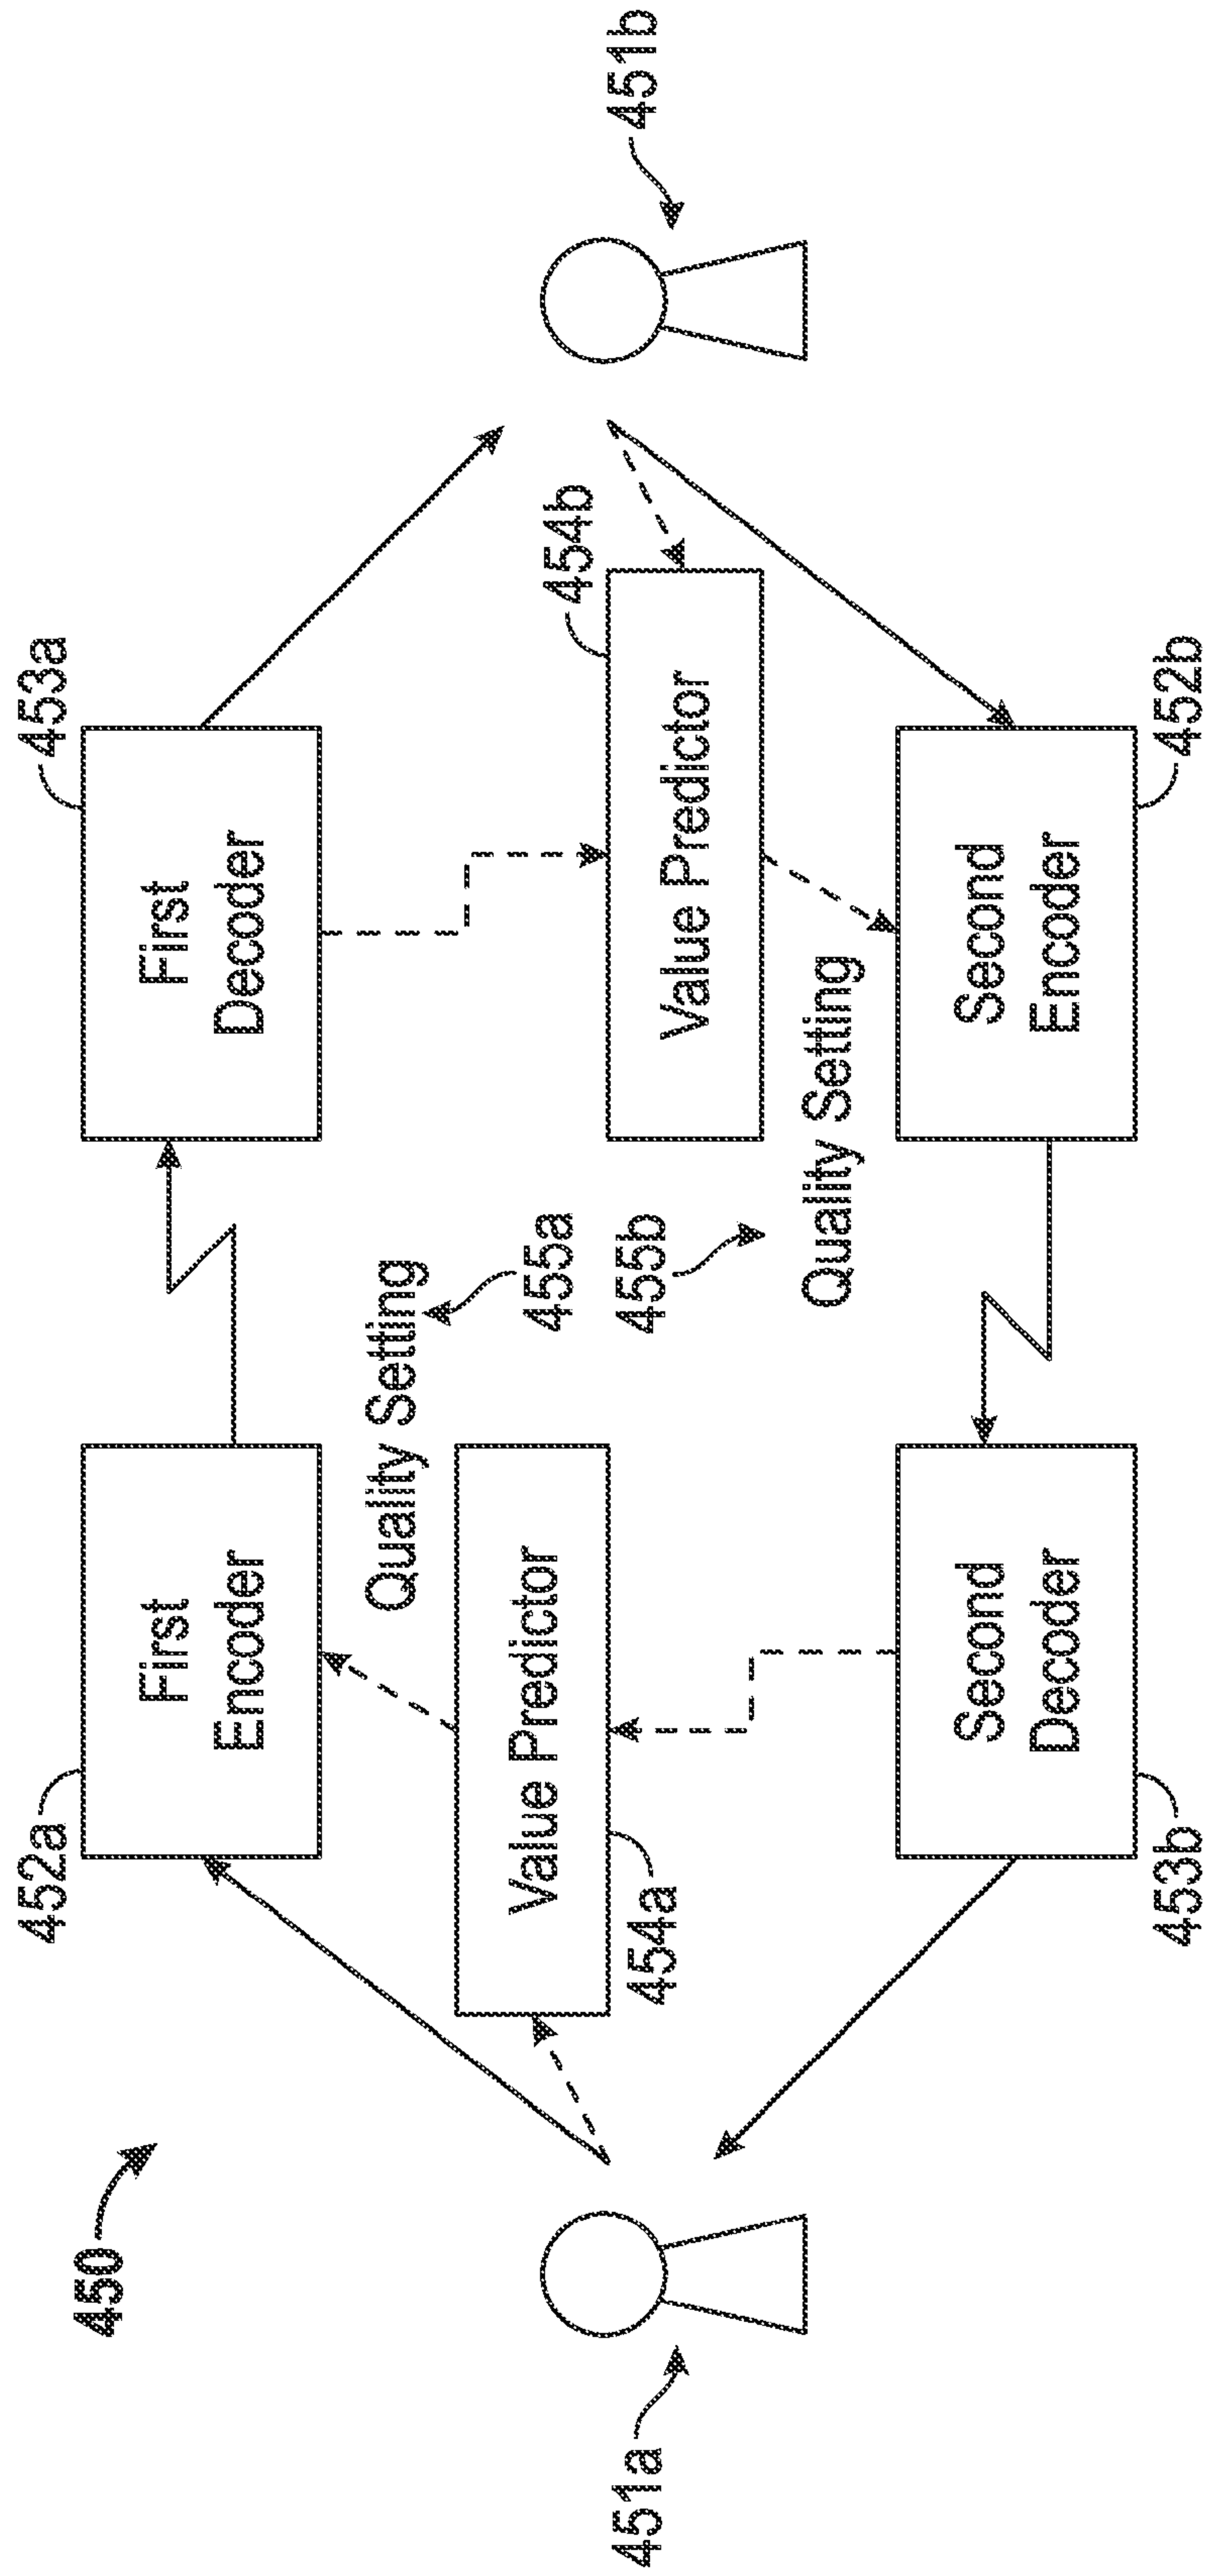 450
452a
First
Encoder
453a
First
Decoder
Quality Setting
455a
Value Predictor
454a
454b
Value Predictor
451a
451b
455b
Quality Setting
Second
Decoder
453b
Second
Encoder
452b